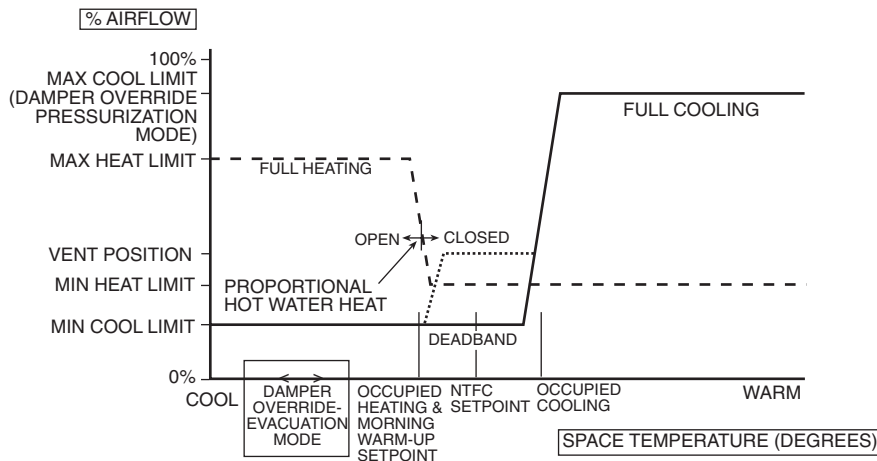 % AIRFLOW
100%
MAX COOL LIMIT
(DAMPER OVERRIDE
PRESSURIZATION
MODE)
FULL COOLING
MAX HEAT LIMIT
FULL HEATING
OPEN
CLOSED
VENT POSITION
MIN HEAT LIMIT
PROPORTIONAL
HOT WATER HEAT
MIN COOL LIMIT
DEADBAND
0%
COOL
DAMPER
OVERRIDE-
EVACUATION
MODE
OCCUPIED
HEATING &
MORNING
WARM-UP
SETPOINT
NTFC
SETPOINT
OCCUPIED
COOLING
WARM
SPACE TEMPERATURE (DEGREES)